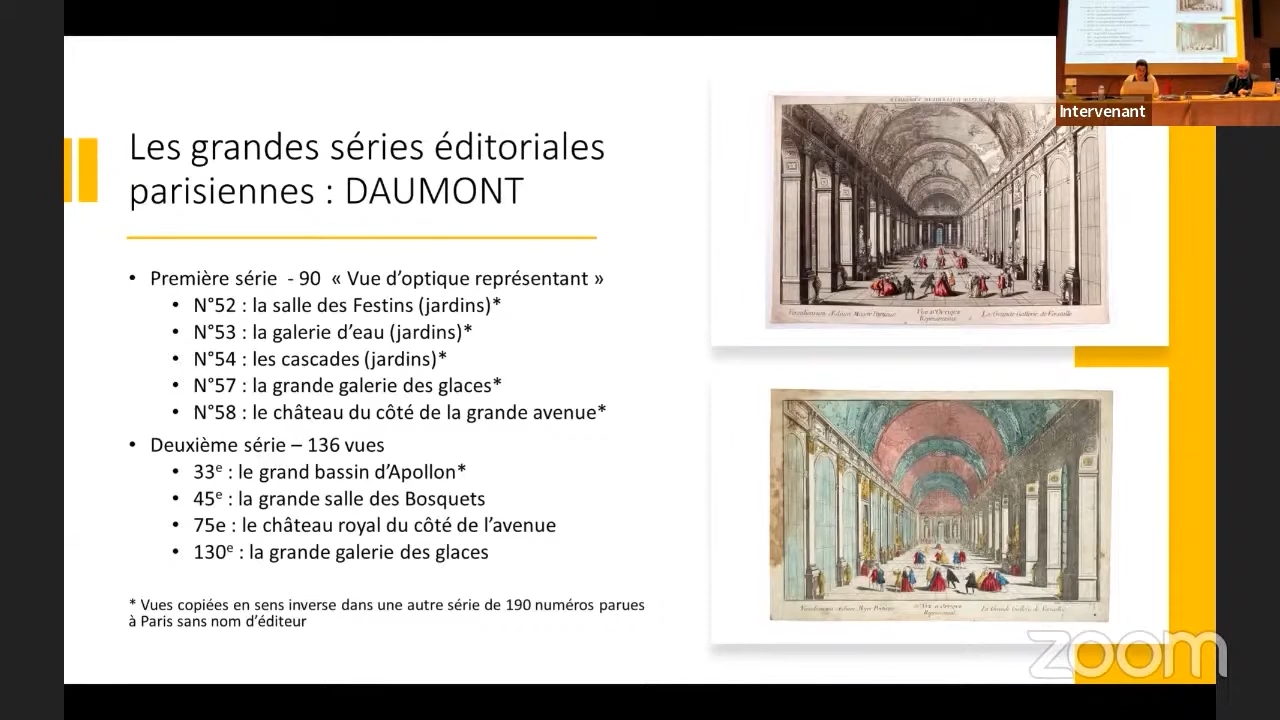 Intervenant
Les grandes séries éditoriales
parisiennes : DAUMONT
• Première série - 90 « Vue d’optique représentant »
• N°52 : la salle des Festins (jardins)*
• N°53 : la galerie d’eau (jardins)*
• N°54 : les cascades (jardins)*
• N°57 : la grande galerie des glaces*
• N°58 : le château du côté de la grande avenue*
• Deuxième série – 136 vues
• 33ᵉ : le grand bassin d’Apollon*
• 45ᵉ : la grande salle des Bosquets
• 75e : le château royal du côté de l’avenue
• 130ᵉ : la grande galerie des glaces
* Vues copiées en sens inverse dans une autre série de 190 numéros parues
à Paris sans nom d’éditeur
Vue d'Optique
Représentant
La Grande Gallerie de Versaille
Vue d'Optique
Représentant
La Grande Gallerie de Versaille
zoom